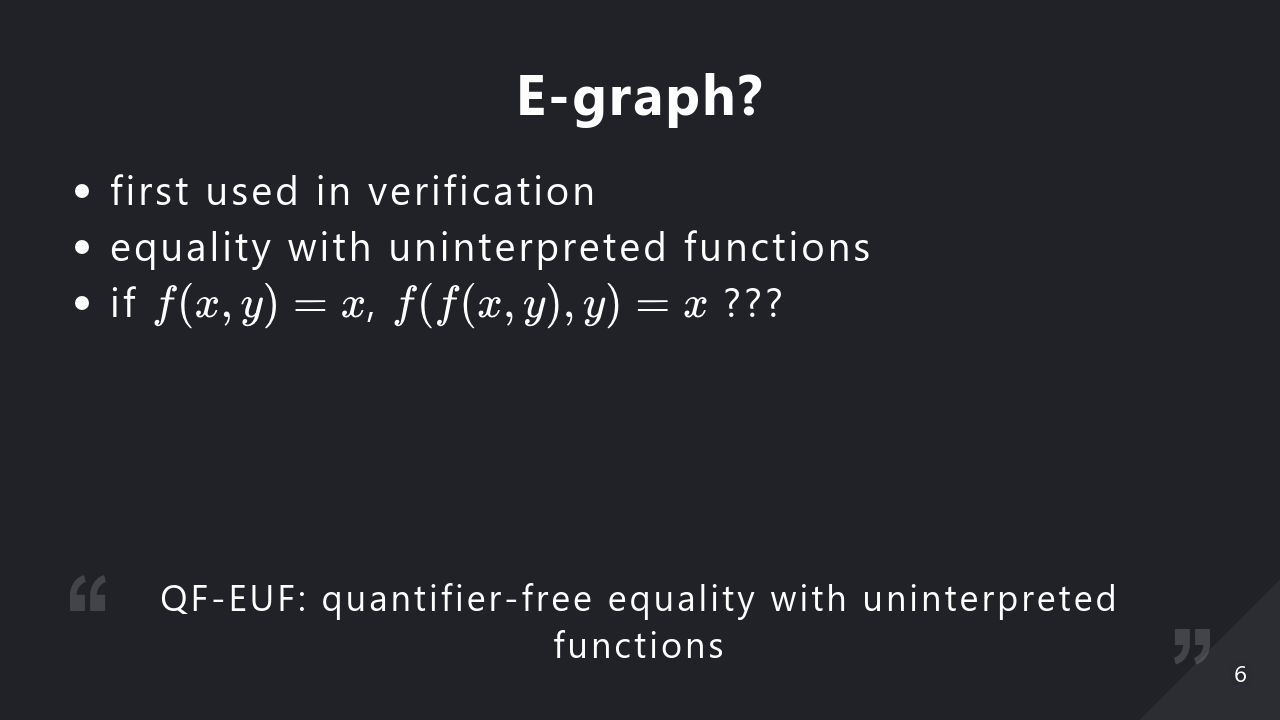 E-graph?
• first used in verification
• equality with uninterpreted functions
• if f(x, y) = x, f(f(x, y), y) = x ???
“ QF-EUF: quantifier-free equality with uninterpreted
functions ”
6